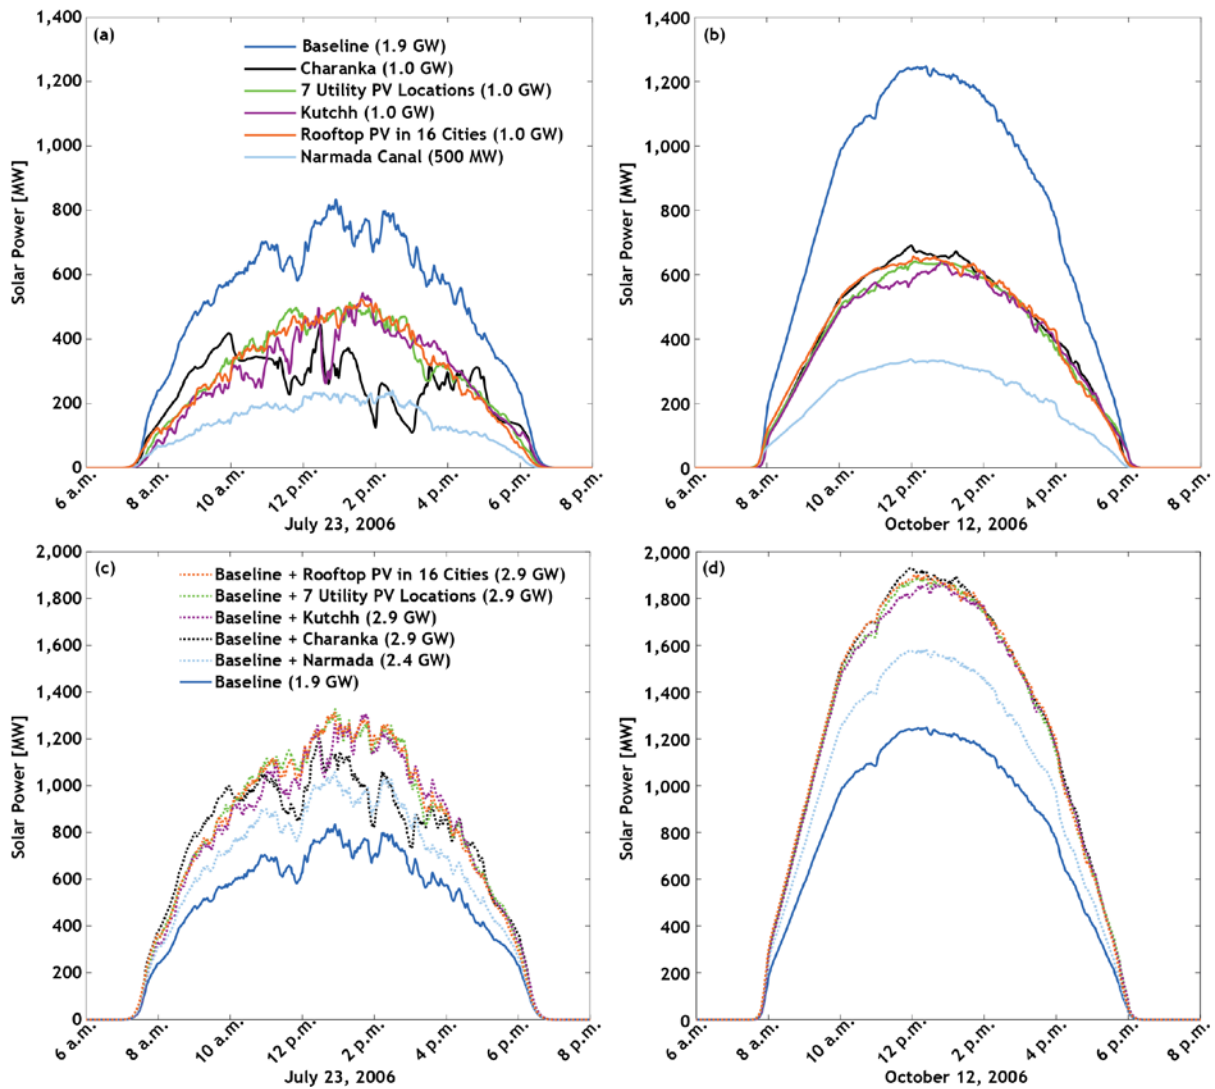 (a)
Solar Power [MW]
1,400
1,200
1,000
800
600
400
200
0
Baseline (1.9 GW)
Charanka (1.0 GW)
7 Utility PV Locations (1.0 GW)
Kutchh (1.0 GW)
Rooftop PV in 16 Cities (1.0 GW)
Narmada Canal (500 MW)
6 a.m.
8 a.m.
10 a.m.
12 p.m.
2 p.m.
4 p.m.
6 p.m.
8 p.m.
July 23, 2006
(b)
Solar Power [MW]
1,400
1,200
1,000
800
600
400
200
0
6 a.m.
8 a.m.
10 a.m.
12 p.m.
2 p.m.
4 p.m.
6 p.m.
8 p.m.
October 12, 2006
(c)
Solar Power [MW]
2,000
1,800
1,600
1,400
1,200
1,000
800
600
400
200
0
Baseline + Rooftop PV in 16 Cities (2.9 GW)
Baseline + 7 Utility PV Locations (2.9 GW)
Baseline + Kutchh (2.9 GW)
Baseline + Charanka (2.9 GW)
Baseline + Narmada (2.4 GW)
Baseline (1.9 GW)
6 a.m.
8 a.m.
10 a.m.
12 p.m.
2 p.m.
4 p.m.
6 p.m.
8 p.m.
July 23, 2006
(d)
Solar Power [MW]
2,000
1,800
1,600
1,400
1,200
1,000
800
600
400
200
0
6 a.m.
8 a.m.
10 a.m.
12 p.m.
2 p.m.
4 p.m.
6 p.m.
8 p.m.
October 12, 2006